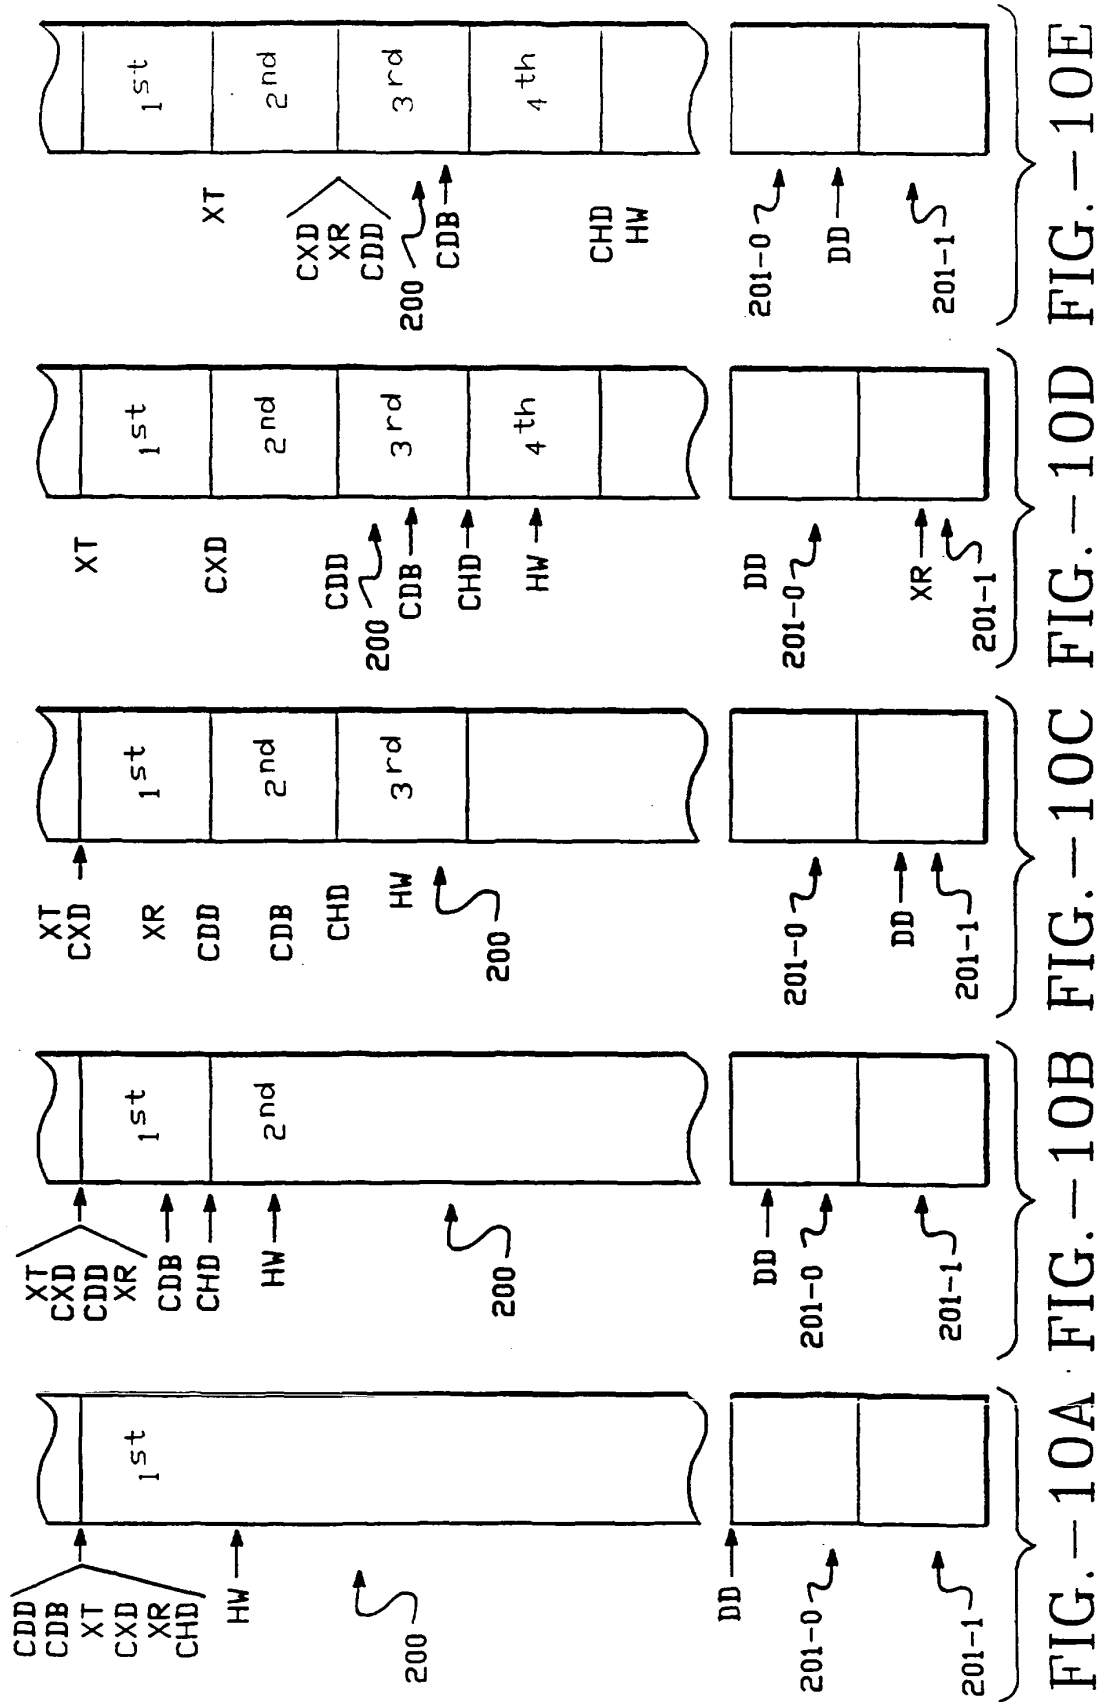 CDD
CDB
XT
CXD
XR
CHD
HW
200
1st
DD
201-0
201-1
FIG.-10A
XT
CXD
CDD
XR
CDB
CHD
HW
200
1st
2nd
DD
201-0
201-1
FIG.-10B
XT
CXD
XR
CDD
CDB
CHD
HW
200
1st
2nd
3rd
201-0
DD
201-1
FIG.-10C
XT
CXD
CDD
200
CDB
CHD
HW
1st
2nd
3rd
4th
DD
201-0
XR
201-1
FIG.-10D
XT
CXD
XR
CDD
200
CDB
CHD
HW
1st
2nd
3rd
4th
201-0
DD
201-1
FIG.-10E